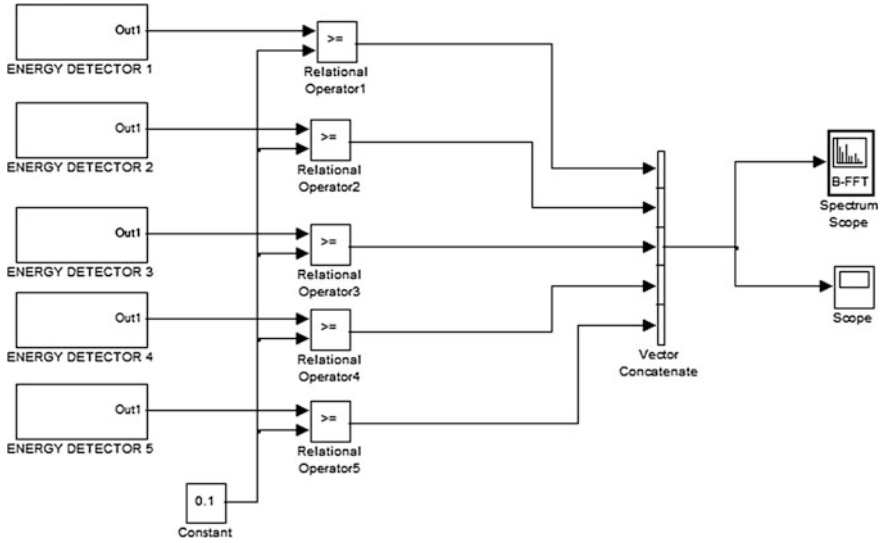 Out1
ENERGY DETECTOR 1
>=
Relational
Operator1
Out1
ENERGY DETECTOR 2
>=
Relational
Operator2
Out1
ENERGY DETECTOR 3
>=
Relational
Operator3
Out1
ENERGY DETECTOR 4
>=
Relational
Operator4
Out1
ENERGY DETECTOR 5
>=
Relational
Operator5
0.1
Constant
Vector
Concatenate
B-FFT
Spectrum
Scope
Scope